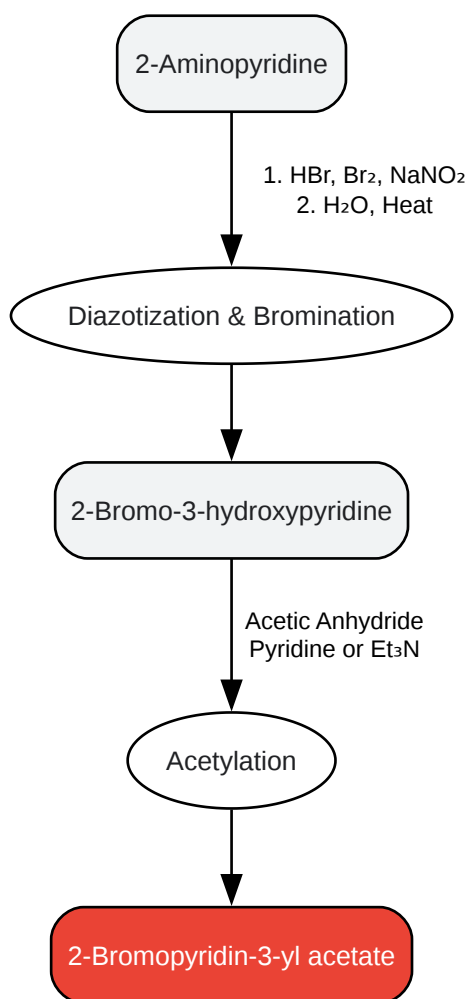 2-Aminopyridine
1. HBr, Br₂, NaNO₂
2. H₂O, Heat
Diazotization & Bromination
2-Bromo-3-hydroxypyridine
Acetic Anhydride
Pyridine or Et₃N
Acetylation
2-Bromopyridin-3-yl acetate